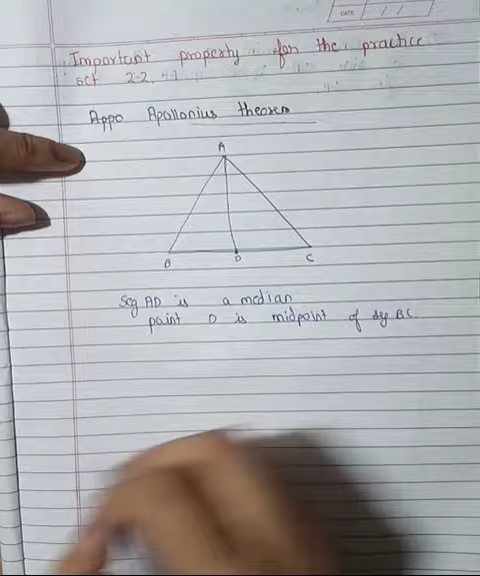 DATE / /
Important property for the practice
set 2.2.
Appo Apollonius theorem
A
B D C
Seg AD is a median
point D is midpoint of seg BC.